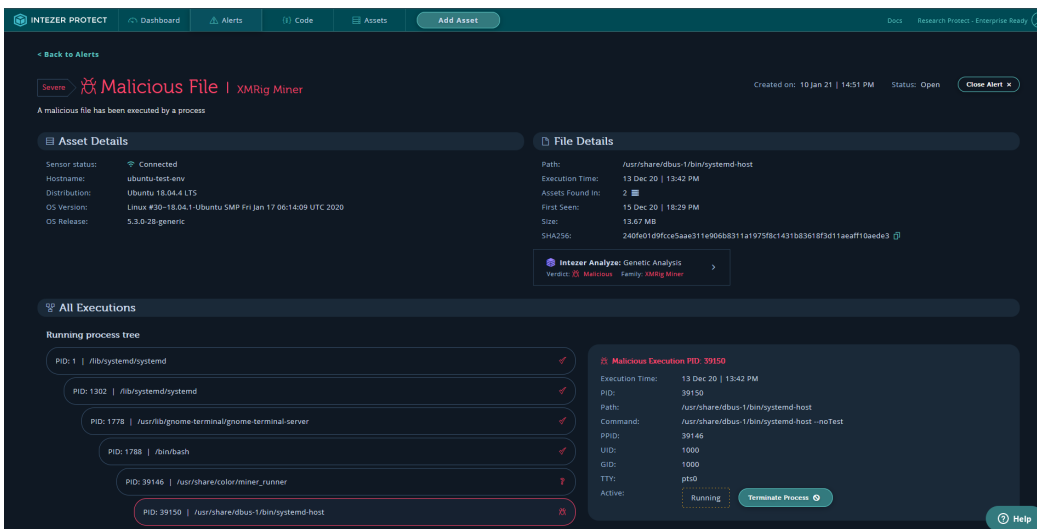 INTEZER PROTECT Dashboard Alerts Code Assets Add Asset Docs Research Protect - Enterprise Ready
< Back to Alerts
Severe Malicious File | XMRig Miner Created on: 10 Jan 21 | 14:51 PM Status: Open Close Alert ×
A malicious file has been executed by a process
Asset Details
Sensor status: Connected
Hostname: ubuntu-test-env
Distribution: Ubuntu 18.04.4 LTS
OS Version: Linux #30~18.04.1-Ubuntu SMP Fri Jan 17 06:14:09 UTC 2020
OS Release: 5.3.0-28-generic
File Details
Path: /usr/share/dbus-1/bin/systemd-host
Execution Time: 13 Dec 20 | 13:42 PM
Assets Found In: 2
First Seen: 15 Dec 20 | 18:29 PM
Size: 13.67 MB
SHA256: 240fe01d9fcce5aae311e906b8311a1975f8c1431b83618f3d11aeaff10aede3
Intezer Analyze: Genetic Analysis
Verdict: Malicious Family: XMRig Miner
All Executions
Running process tree
PID: 1 | /lib/systemd/systemd
PID: 1302 | /lib/systemd/systemd
PID: 1778 | /usr/lib/gnome-terminal/gnome-terminal-server
PID: 1788 | /bin/bash
PID: 39146 | /usr/share/color/miner_runner
PID: 39150 | /usr/share/dbus-1/bin/systemd-host
Malicious Execution PID: 39150
Execution Time: 13 Dec 20 | 13:42 PM
PID: 39150
Path: /usr/share/dbus-1/bin/systemd-host
Command: /usr/share/dbus-1/bin/systemd-host --noTest
PPID: 39146
UID: 1000
GID: 1000
TTY: pts0
Active: Running Terminate Process
Help